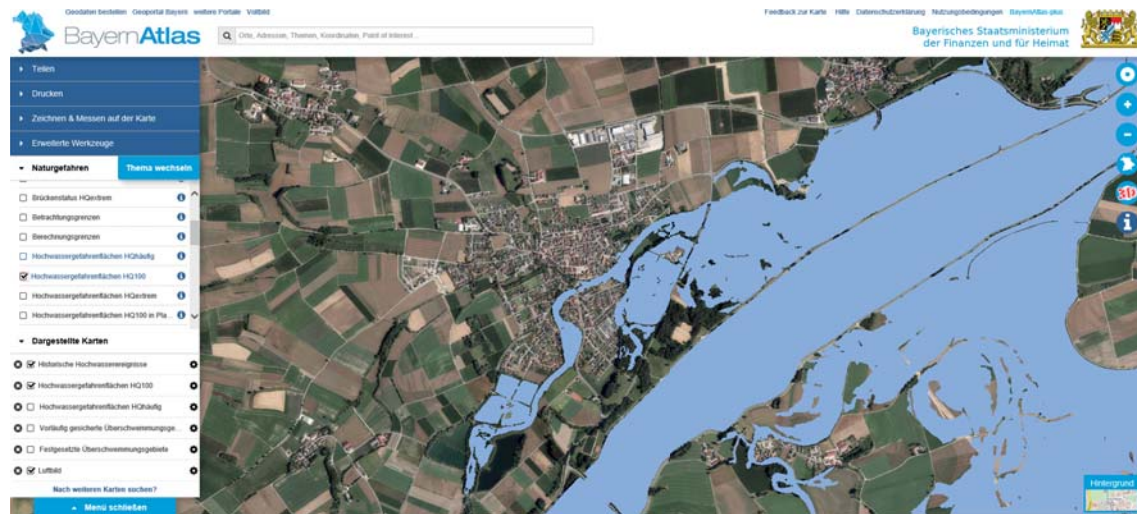 Geodaten bestellen Geoportal Bayern weitere Portale Vollbild
Feedback zur Karte Hilfe Datenschutzerklärung Nutzungsbedingungen BayernAtlas-plus
BayernAtlas
Orte, Adressen, Themen, Koordinaten, Point of Interest ...
Bayerisches Staatsministerium
der Finanzen und für Heimat
Teilen
Drucken
Zeichnen & Messen auf der Karte
Erweiterte Werkzeuge
Naturgefahren Thema wechseln
Brückenstatus HQextrem
Betrachtungsgrenzen
Berechnungsgrenzen
Hochwassergefahrenflächen HQhäufig
Hochwassergefahrenflächen HQ100
Hochwassergefahrenflächen HQextrem
Hochwassergefahrenflächen HQ100 in Pla...
Dargestellte Karten
Historische Hochwasserereignisse
Hochwassergefahrenflächen HQ100
Hochwassergefahrenflächen HQhäufig
Vorläufig gesicherte Überschwemmungsge...
Festgesetzte Überschwemmungsgebiete
Luftbild
Nach weiteren Karten suchen?
Menü schließen
3D
Hintergrund